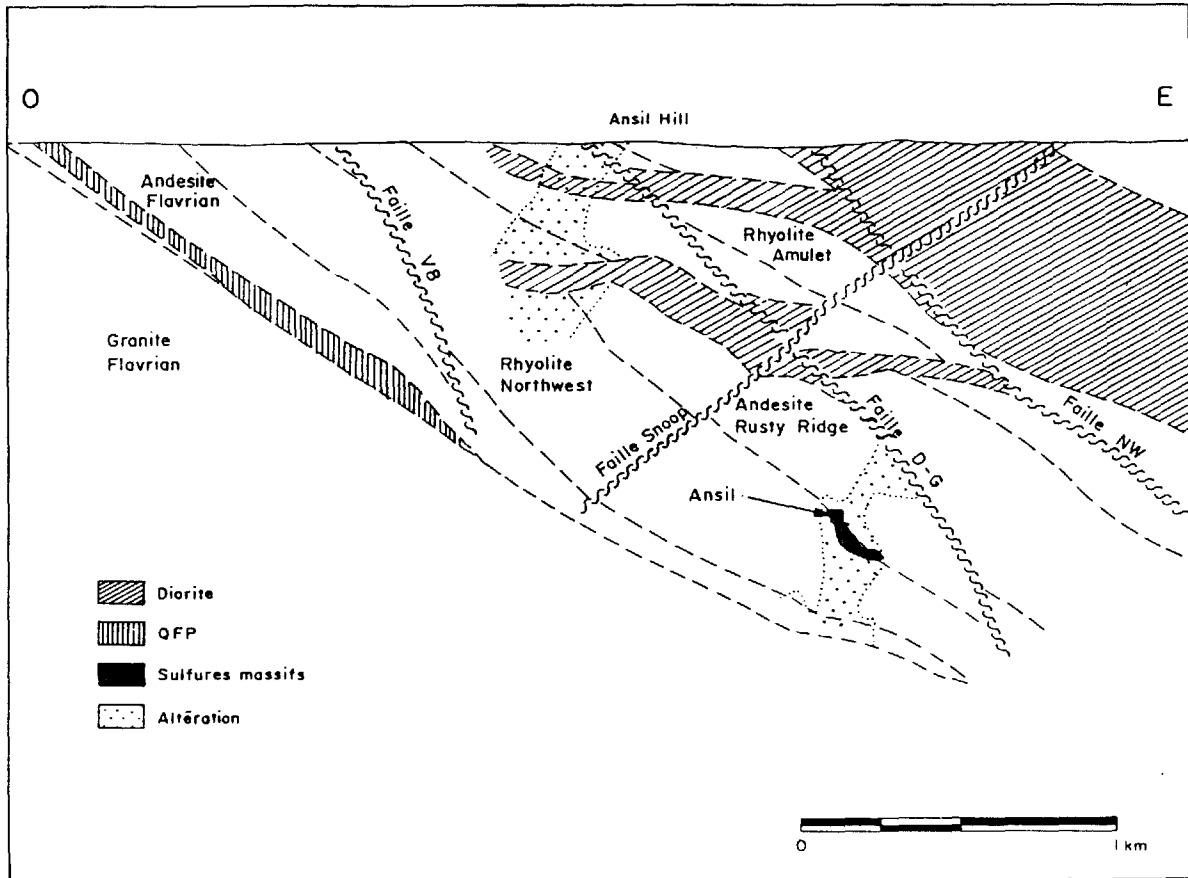 O
E
Ansil Hill
Andesite
Flavrian
Faille VB
Rhyolite
Amulet
Granite
Flavrian
Rhyolite
Northwest
Faille Snoop
Andesite
Rusty Ridge
Faille D-G
Faille NW
Ansil
Diorite
QFP
Sulfures massifs
Altération
0
1 km